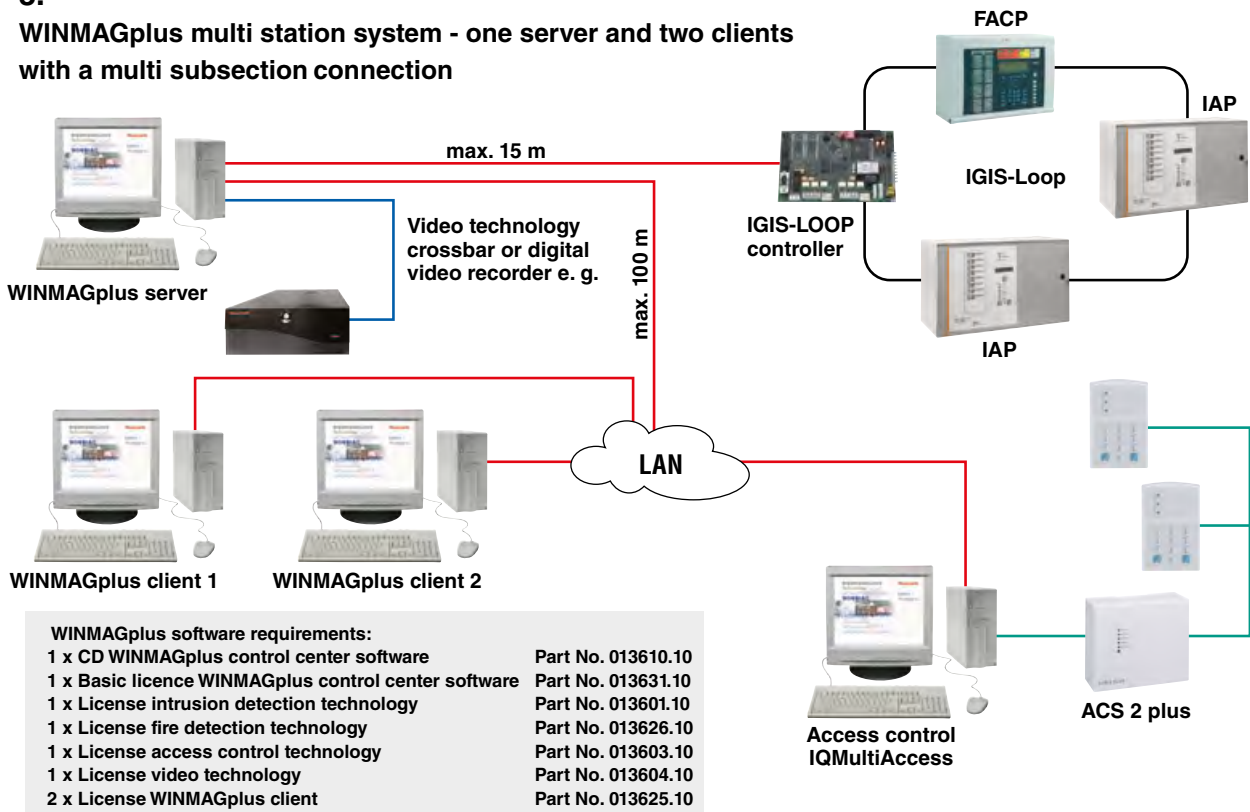 WINMAGplus multi station system - one server and two clients
with a multi subsection connection
FACP
IAP
max. 15 m
IGIS-Loop
IGIS-LOOP
controller
Video technology
crossbar or digital
video recorder e. g.
max. 100 m
WINMAGplus server
IAP
LAN
WINMAGplus client 1
WINMAGplus client 2
WINMAGplus software requirements:
1 x CD WINMAGplus control center software Part No. 013610.10
1 x Basic licence WINMAGplus control center software Part No. 013631.10
1 x License intrusion detection technology Part No. 013601.10
1 x License fire detection technology Part No. 013626.10
1 x License access control technology Part No. 013603.10
1 x License video technology Part No. 013604.10
2 x License WINMAGplus client Part No. 013625.10
Access control
IQMultiAccess
ACS 2 plus